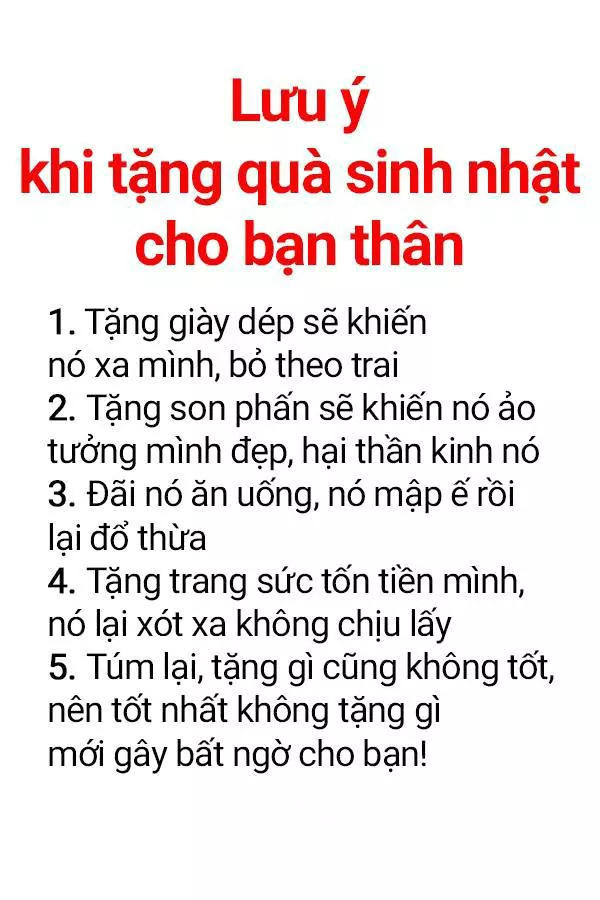 Lưu ý
khi tặng quà sinh nhật
cho bạn thân
1. Tặng giày dép sẽ khiến
nó xa mình, bỏ theo trai
2. Tặng son phấn sẽ khiến nó ảo
tưởng mình đẹp, hại thần kinh nó
3. Đãi nó ăn uống, nó mập ế rồi
lại đổ thừa
4. Tặng trang sức tốn tiền mình,
nó lại xót xa không chịu lấy
5. Túm lại, tặng gì cũng không tốt,
nên tốt nhất không tặng gì
mới gây bất ngờ cho bạn!